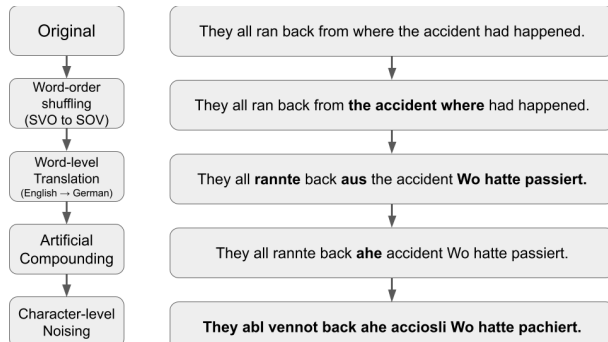 Original
They all ran back from where the accident had happened.
Word-order
shuffling
(SVO to SOV)
They all ran back from the accident where had happened.
Word-level
Translation
(English → German)
They all rannte back aus the accident Wo hatte passiert.
Artificial
Compounding
They all rannte back ahe accident Wo hatte passiert.
Character-level
Noising
They abl vennot back ahe acciosli Wo hatte pachiert.